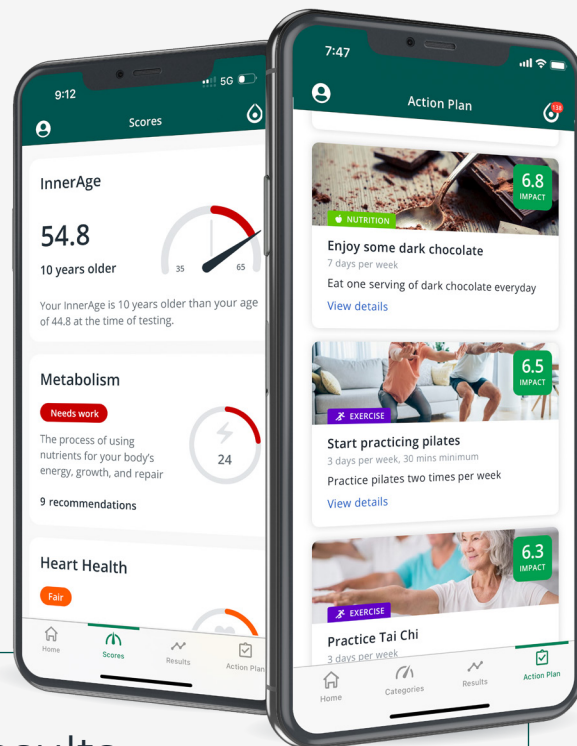 9:12
5G
Scores
InnerAge
54.8
10 years older
35
65
Your InnerAge is 10 years older than your age
of 44.8 at the time of testing.
Metabolism
Needs work
The process of using
nutrients for your body's
energy, growth, and repair
24
9 recommendations
Heart Health
Fair
Home
Scores
Results
Action Plan
7:47
Action Plan
138
6.8
IMPACT
NUTRITION
Enjoy some dark chocolate
7 days per week
Eat one serving of dark chocolate everyday
View details
6.5
IMPACT
EXERCISE
Start practicing pilates
3 days per week, 30 mins minimum
Practice pilates two times per week
View details
6.3
IMPACT
EXERCISE
Practice Tai Chi
3 days per week
Home
Categories
Results
Action Plan